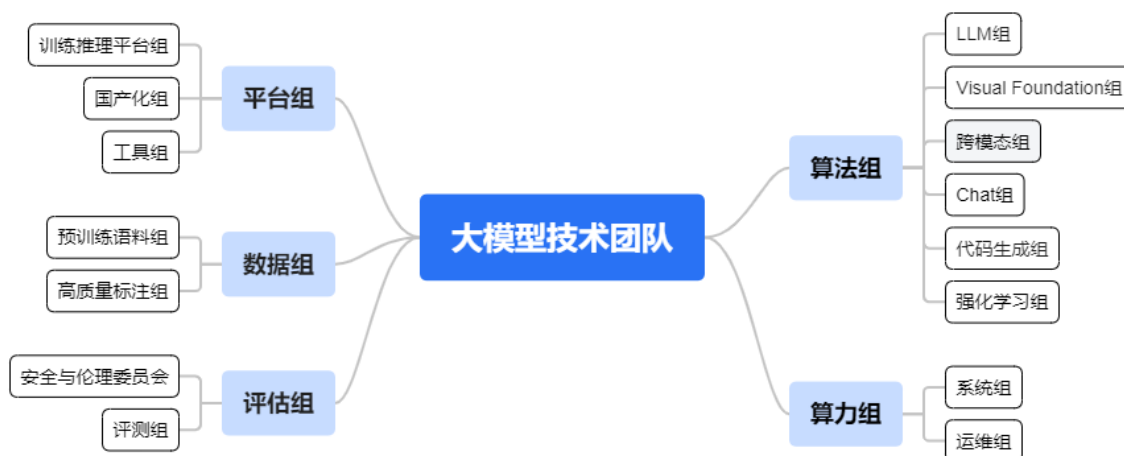 大模型技术团队
平台组
训练推理平台组
国产化组
工具组
数据组
预训练语料组
高质量标注组
评估组
安全与伦理委员会
评测组
算法组
LLM组
Visual Foundation组
跨模态组
Chat组
代码生成组
强化学习组
算力组
系统组
运维组